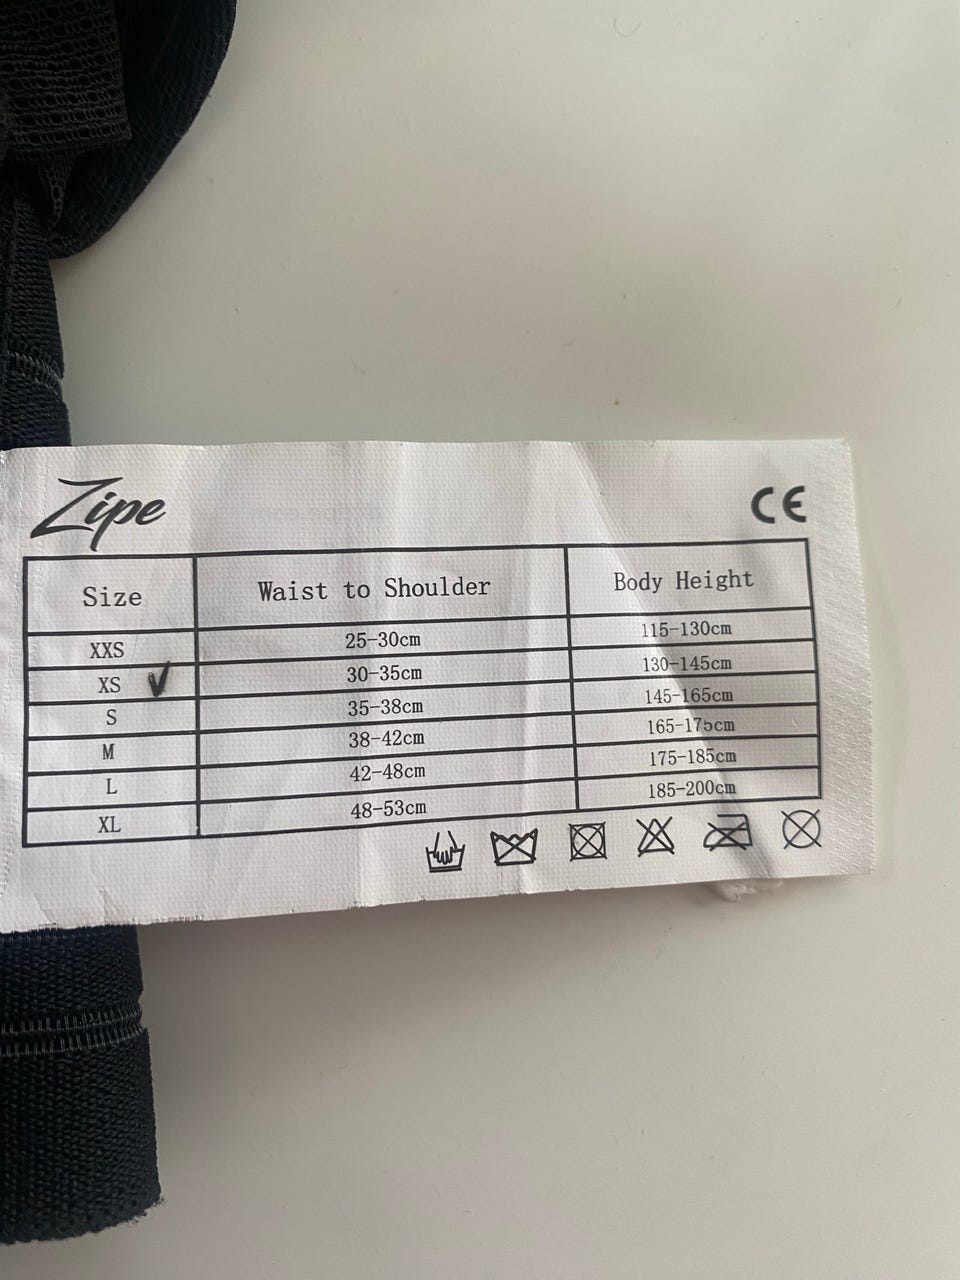 Zipe
CE
Size Waist to Shoulder Body Height
XXS 25-30cm 115-130cm
XS ✓ 30-35cm 130-145cm
S 35-38cm 145-165cm
M 38-42cm 165-175cm
L 42-48cm 175-185cm
XL 48-53cm 185-200cm